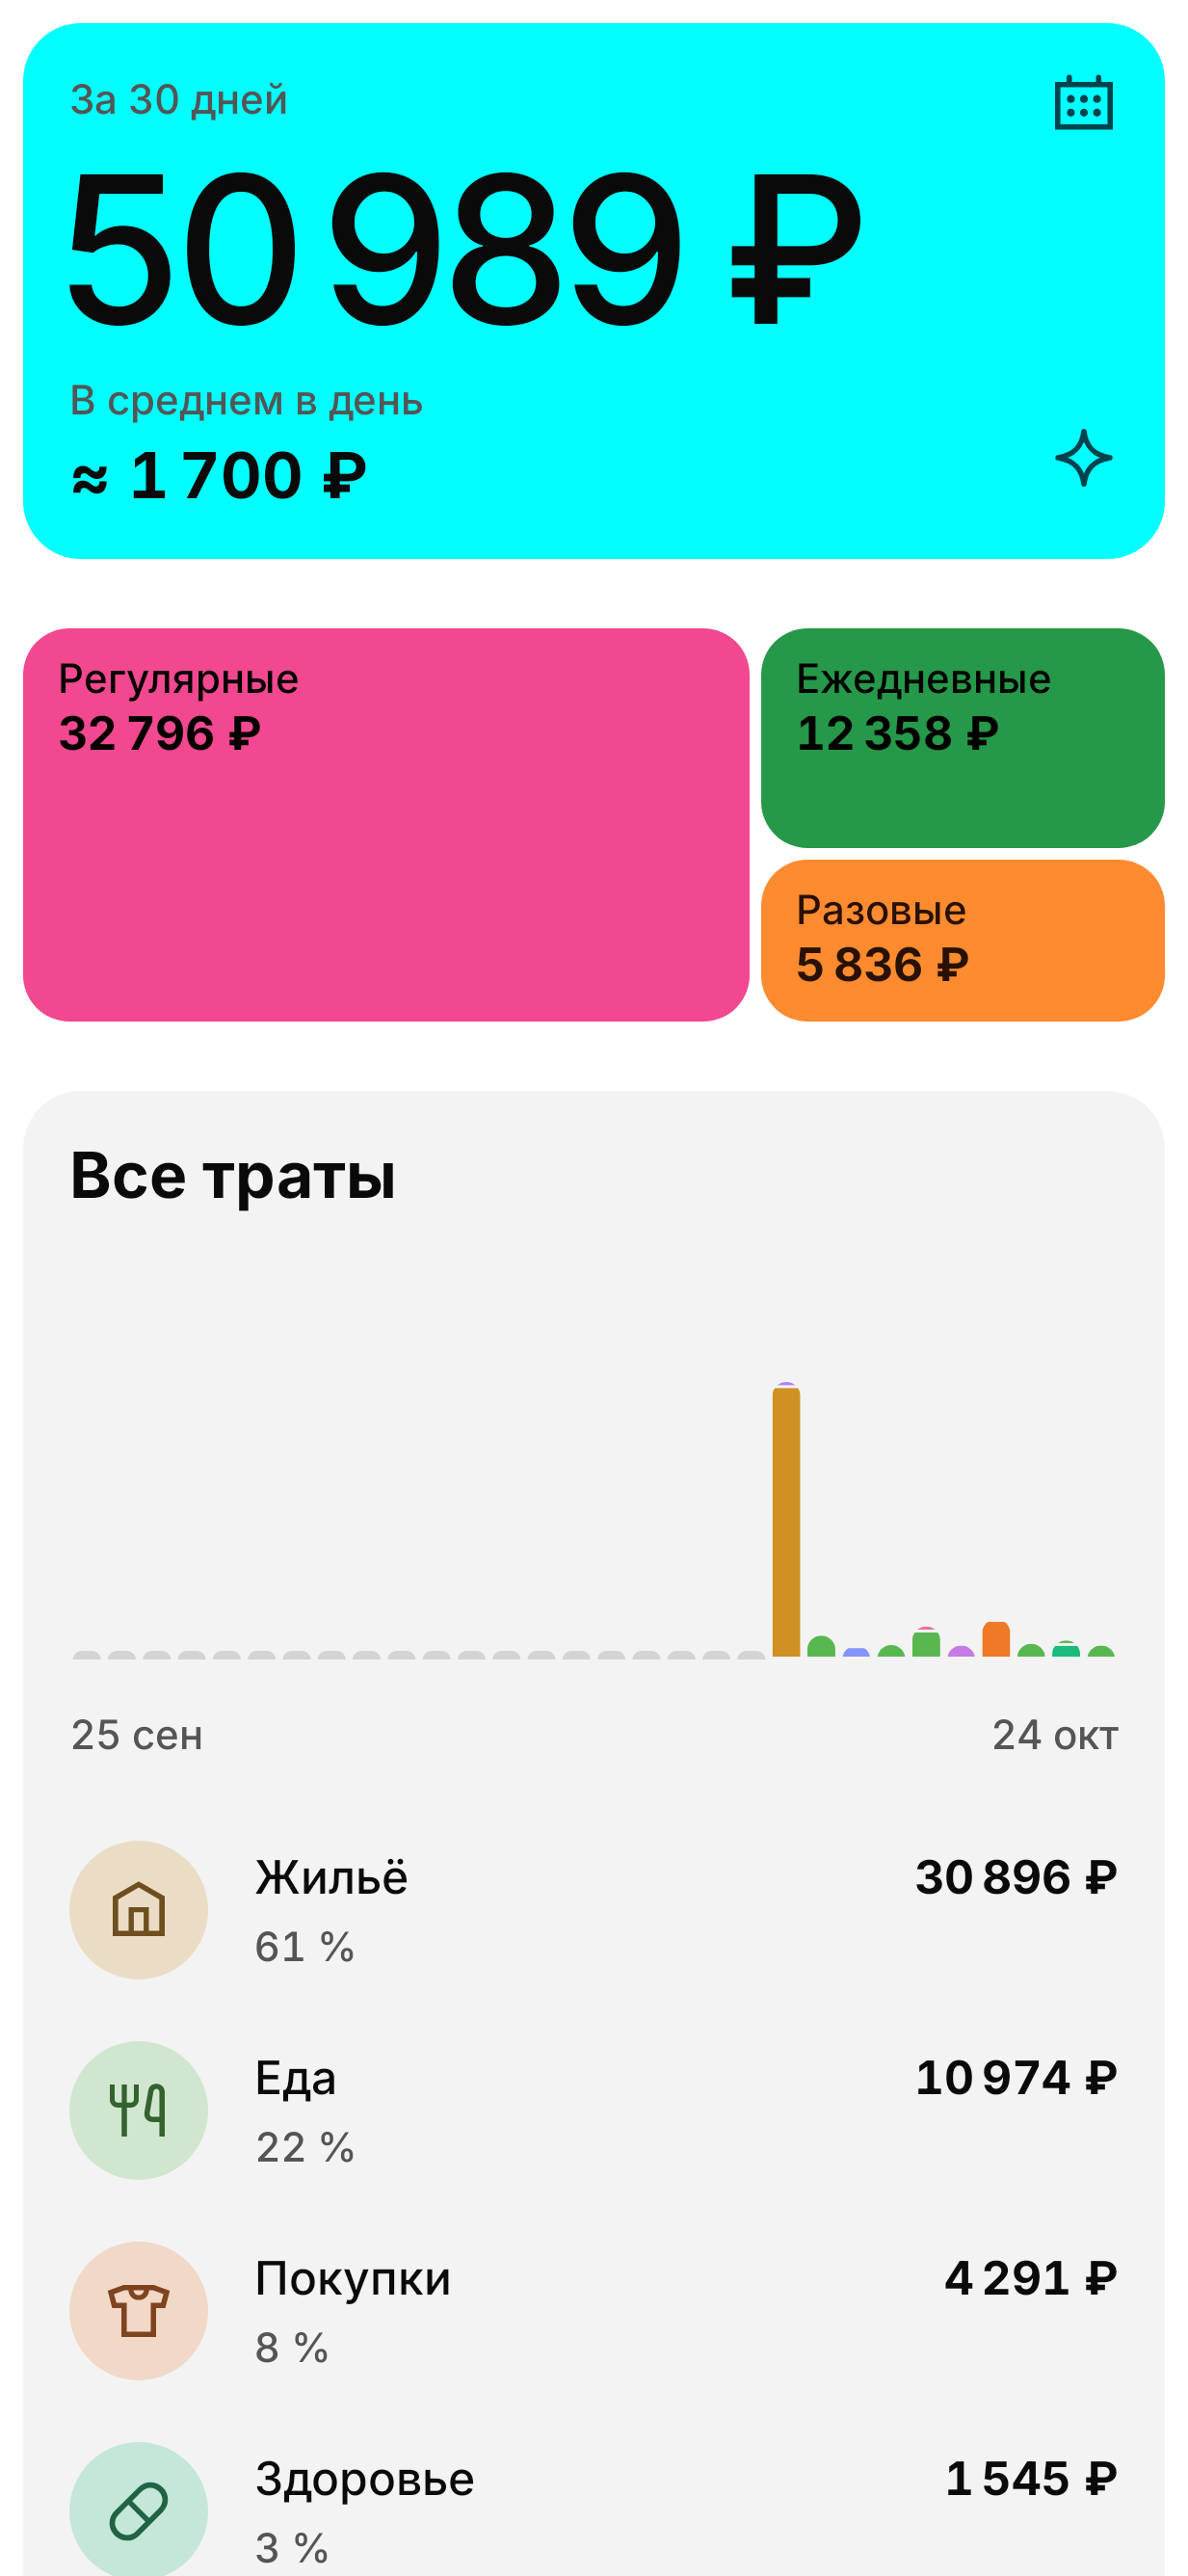 За 30 дней
50 989 ₽
В среднем в день
≈ 1 700 ₽
Регулярные
32 796 ₽
Ежедневные
12 358 ₽
Разовые
5 836 ₽
Все траты
25 сен
24 окт
Жильё
30 896 ₽
61 %
Еда
10 974 ₽
22 %
Покупки
4 291 ₽
8 %
Здоровье
1 545 ₽
3 %